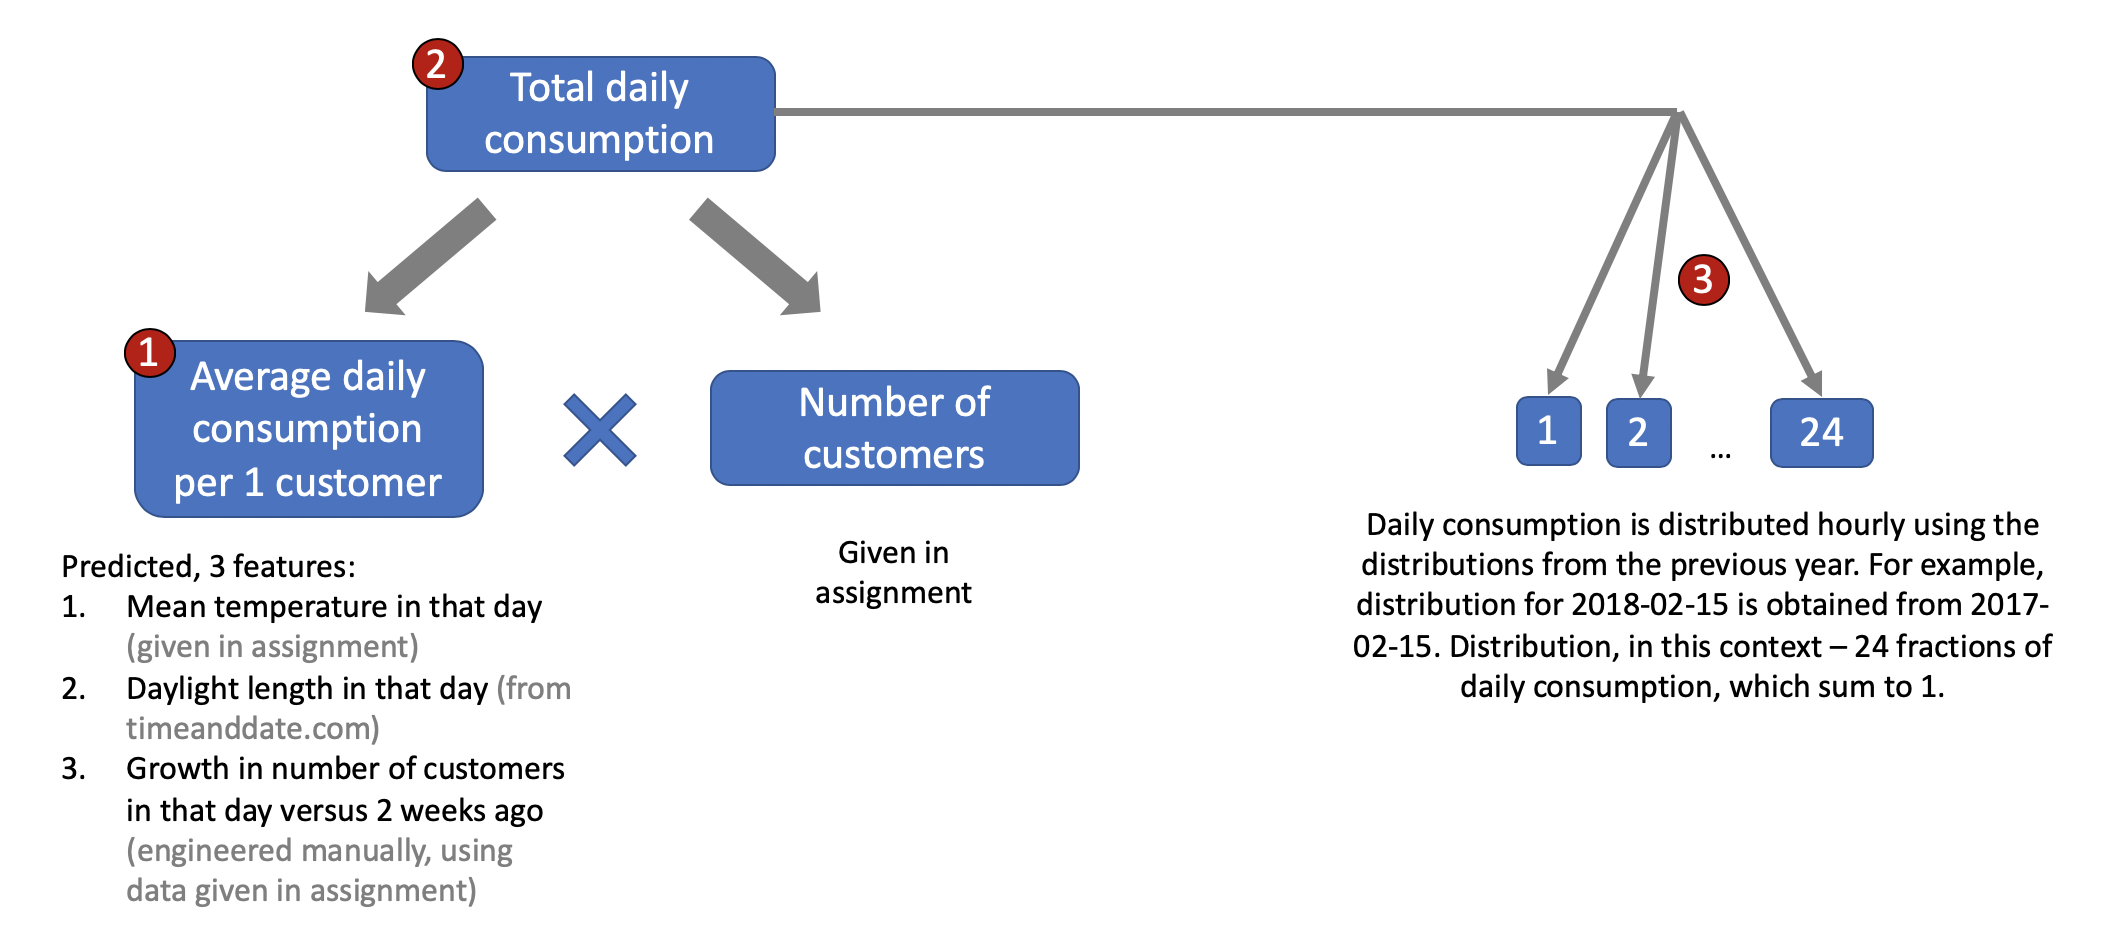 2
Total daily
consumption
1
Average daily
consumption
per 1 customer
Number of
customers
3
1
2
...
24
Predicted, 3 features:
1. Mean temperature in that day
(given in assignment)
2. Daylight length in that day (from
timeanddate.com)
3. Growth in number of customers
in that day versus 2 weeks ago
(engineered manually, using
data given in assignment)
Given in
assignment
Daily consumption is distributed hourly using the
distributions from the previous year. For example,
distribution for 2018-02-15 is obtained from 2017-
02-15. Distribution, in this context – 24 fractions of
daily consumption, which sum to 1.